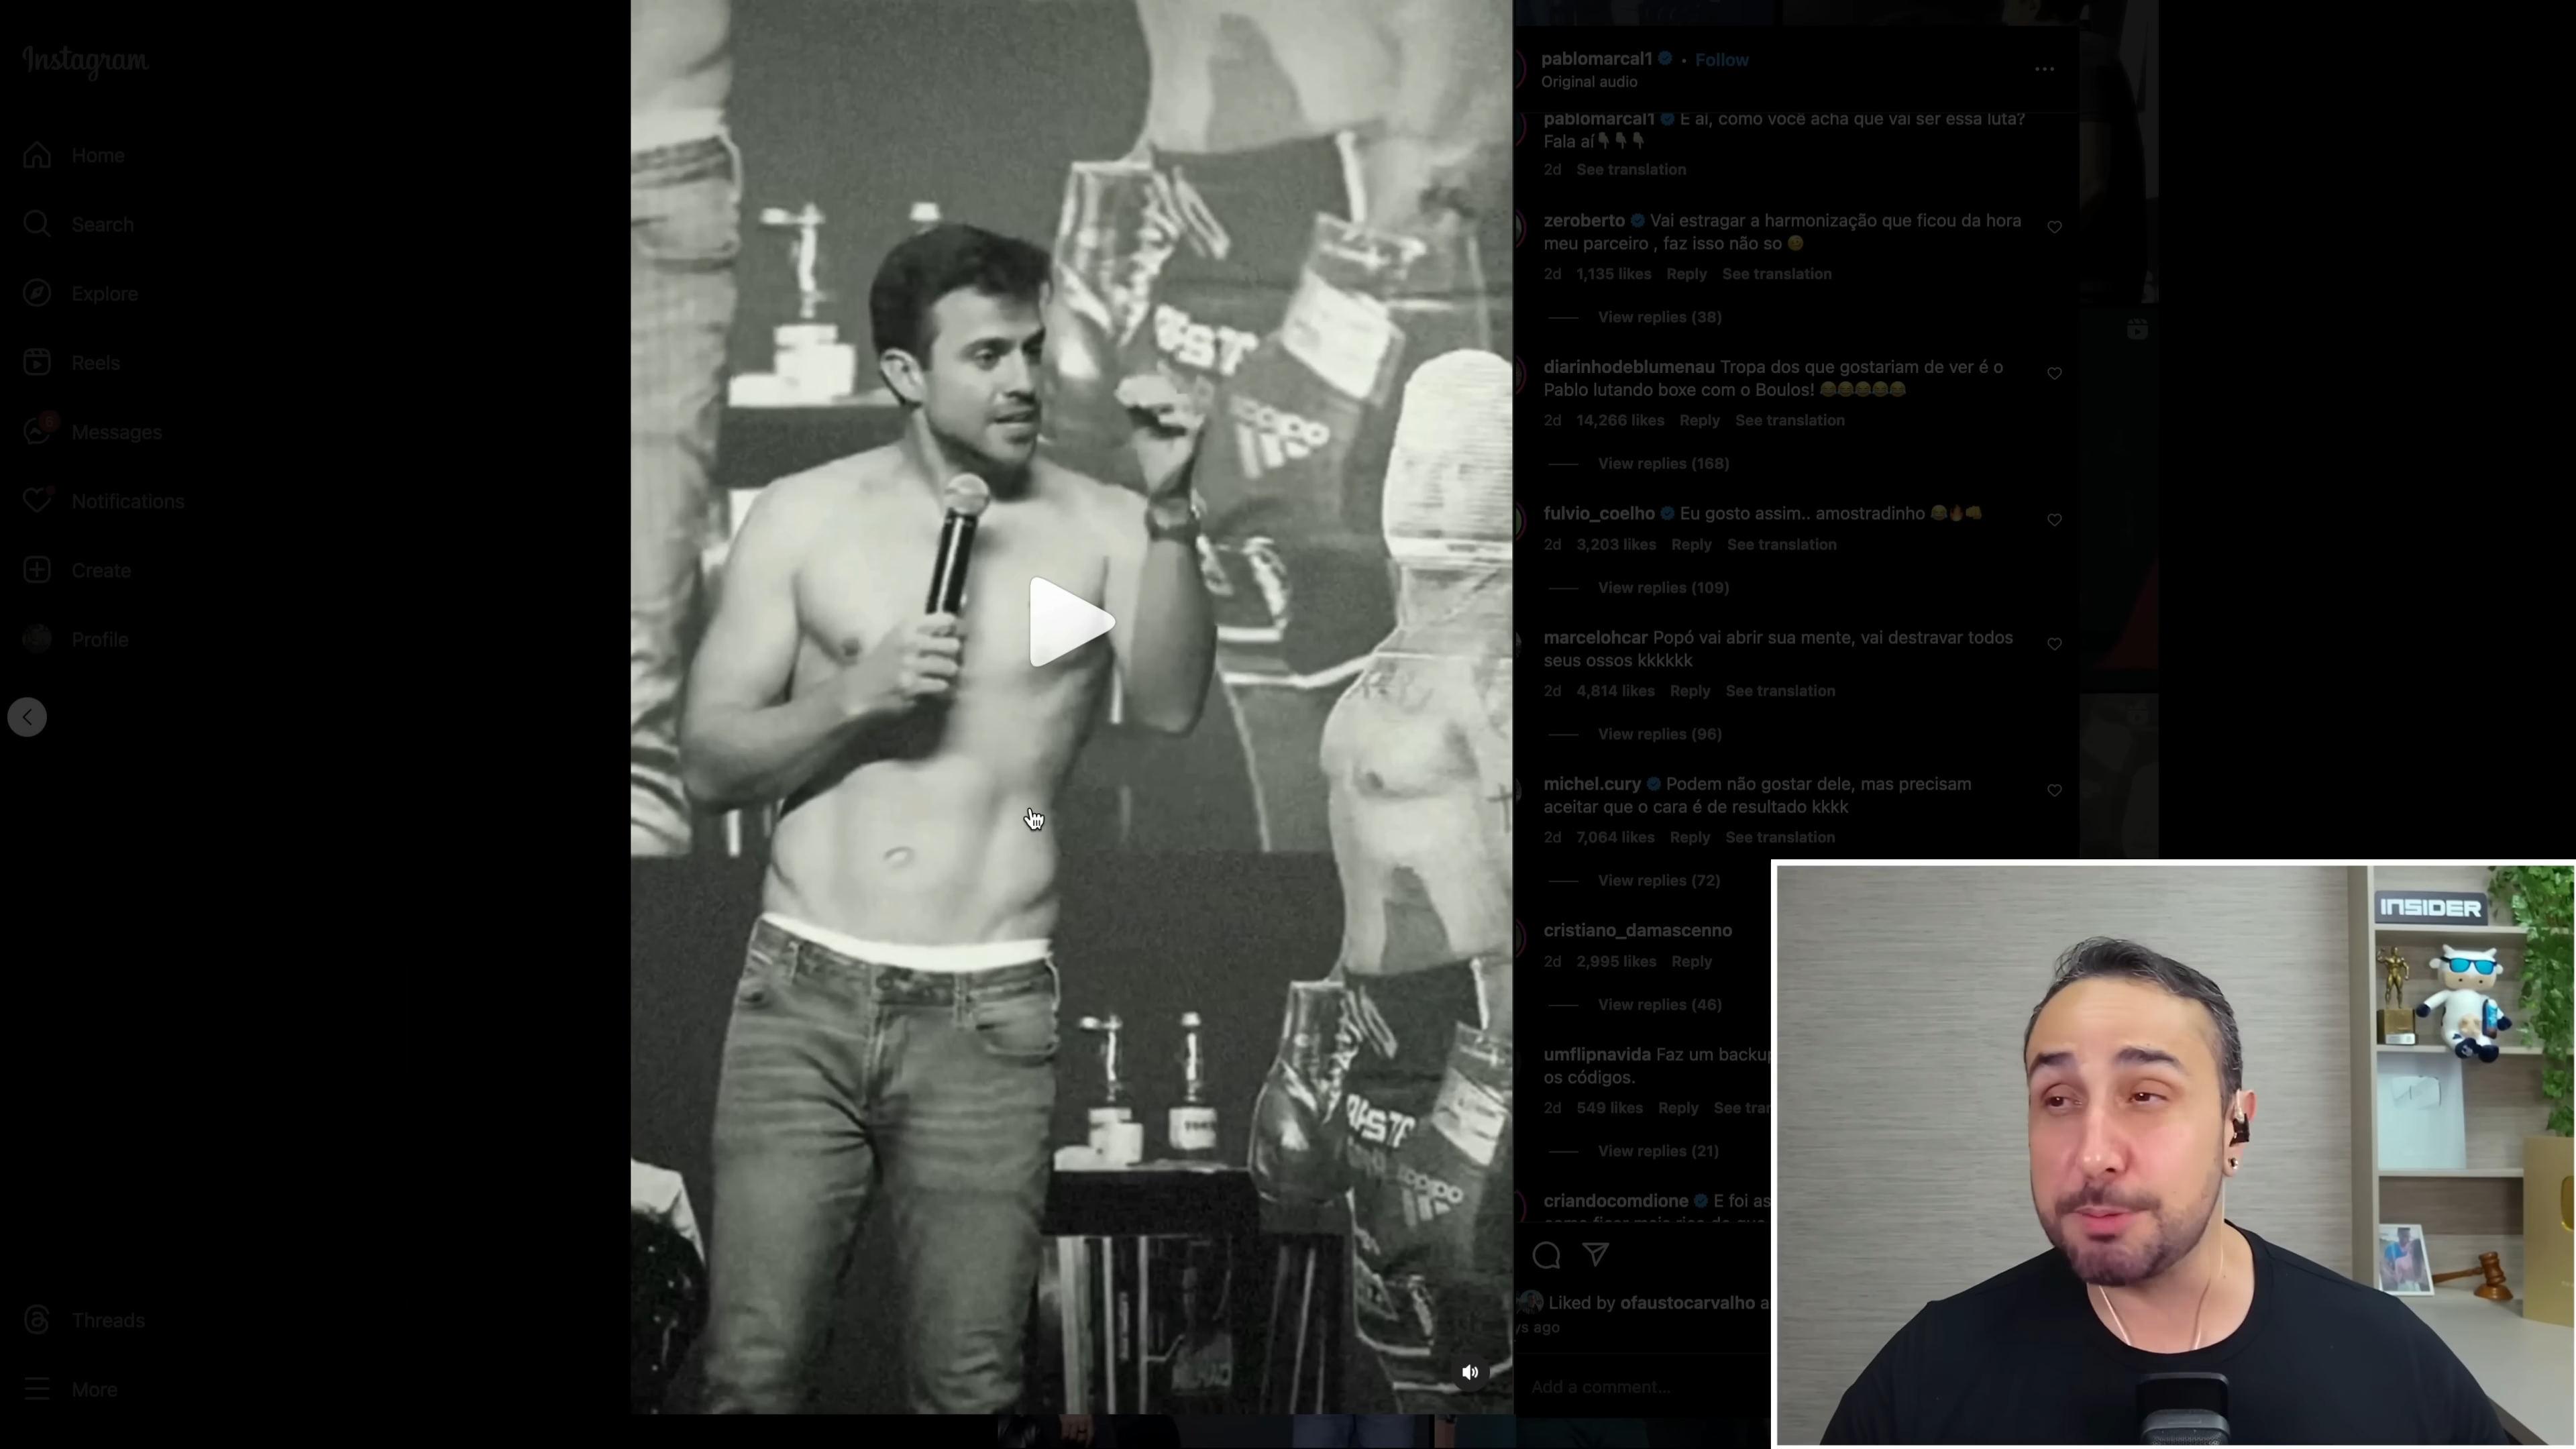 Instagram
Home
Search
Explore
Reels
6
Messages
Notifications
Create
Profile
Threads
More
pablomarcal1 • Follow
Original audio
pablomarcal1 E aí, como você acha que vai ser essa luta?
Fala aí👇👇👇
2d See translation
zeroberto Vai estragar a harmonização que ficou da hora
meu parceiro , faz isso não so
2d 1,135 likes Reply See translation
View replies (38)
diarinhodeblumenau Tropa dos que gostariam de ver é o
Pablo lutando boxe com o Boulos! 😂😂😂😂😂
2d 14,266 likes Reply See translation
View replies (168)
fulvio_coelho Eu gosto assim.. amostradinho 😂🔥👊
2d 3,203 likes Reply See translation
View replies (109)
marcelohcar Popó vai abrir sua mente, vai destravar todos
seus ossos kkkkkk
2d 4,814 likes Reply See translation
View replies (96)
michel.cury Podem não gostar dele, mas precisam
aceitar que o cara é de resultado kkkk
2d 7,064 likes Reply See translation
View replies (72)
cristiano_damascenno
2d 2,995 likes Reply
View replies (46)
umflipnavida Faz um backup
os códigos.
2d 549 likes Reply See tra
View replies (21)
criandocomdione E foi as
Liked by ofaustocarvalho a
ys ago
Add a comment...
INSIDER